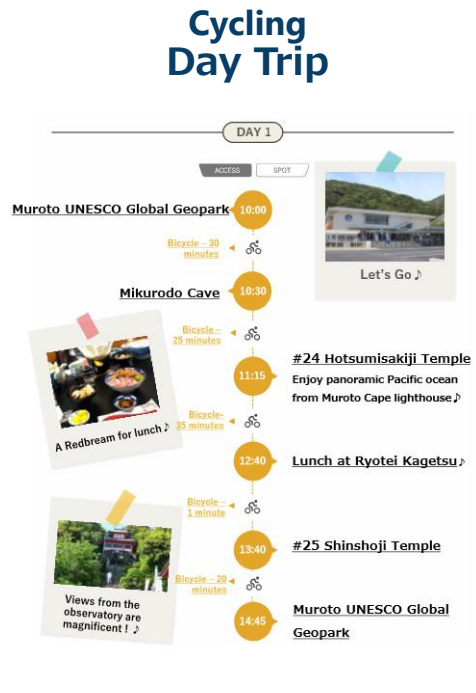 Cycling
Day Trip
DAY 1
ACCESS
SPOT
Muroto UNESCO Global Geopark
10:00
Let's Go ♪
Bicycle – 30
minutes
Mikurodo Cave
10:30
Bicycle –
25 minutes
#24 Hotsumisakiji Temple
11:15
Enjoy panoramic Pacific ocean
from Muroto Cape lighthouse♪
A Redbream for lunch ♪
Bicycle-
35 minutes
12:40
Lunch at Ryotei Kagetsu♪
Bicycle –
1 minute
13:40
#25 Shinshoji Temple
Bicycle – 20
minutes
Views from the
observatory are
magnificent ! ♪
14:45
Muroto UNESCO Global
Geopark